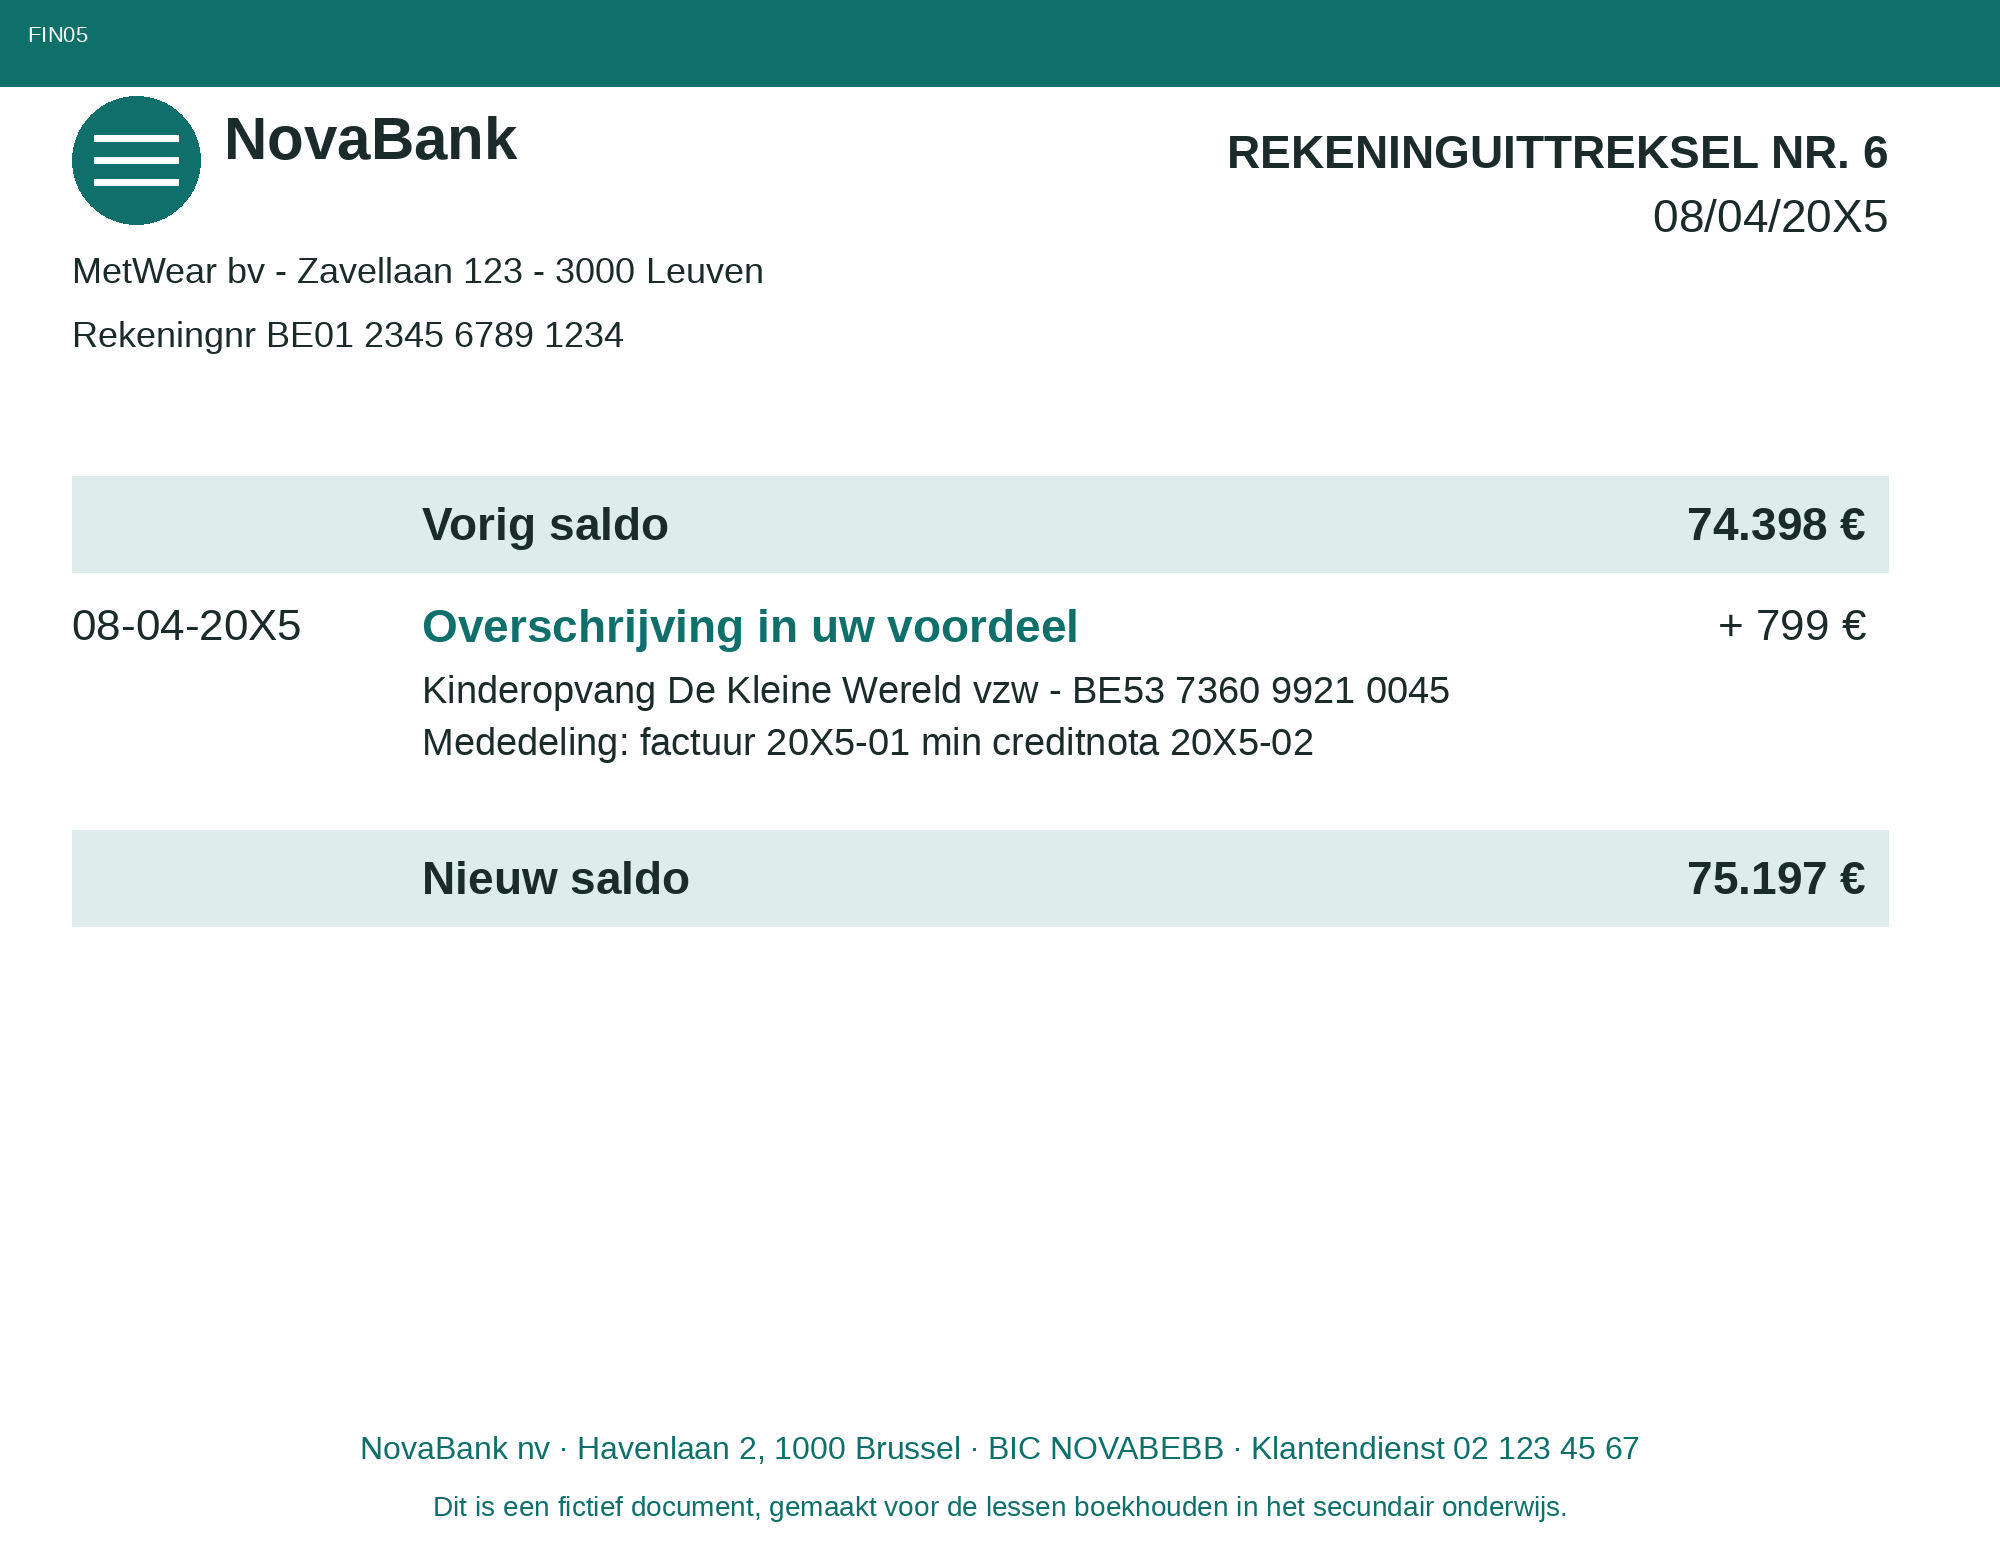 FIN05
NovaBank
REKENINGUITTREKSEL NR. 6
08/04/20X5
MetWear bv - Zavellaan 123 - 3000 Leuven
Rekeningnr BE01 2345 6789 1234
Vorig saldo 74.398 €
08-04-20X5 Overschrijving in uw voordeel + 799 €
Kinderopvang De Kleine Wereld vzw - BE53 7360 9921 0045
Mededeling: factuur 20X5-01 min creditnota 20X5-02
Nieuw saldo 75.197 €
NovaBank nv · Havenlaan 2, 1000 Brussel · BIC NOVABEBB · Klantendienst 02 123 45 67
Dit is een fictief document, gemaakt voor de lessen boekhouden in het secundair onderwijs.